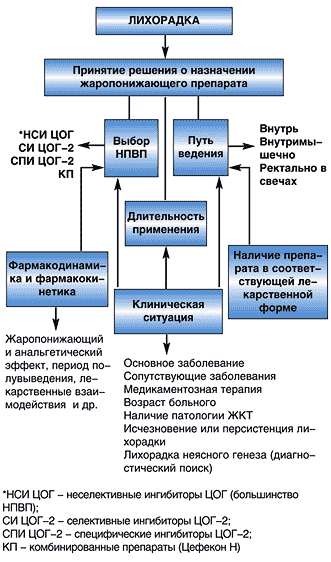 ЛИХОРАДКА
Принятие решения о назначении
жаропонижающего препарата
*НСИ ЦОГ
СИ ЦОГ-2
СПИ ЦОГ-2
КП
Выбор
НПВП
Путь
ведения
Внутрь
Внутримы-
шечно
Ректально в
свечах
Длительность
применения
Фармакодинами-
ка и фармакоки-
нетика
Клиническая
ситуация
Наличие препа-
рата в соответ-
ствующей ле-
карственной
форме
Жаропонижающий
и анальгетический
эффект, период по-
лувыведения, ле-
карственные взаи-
модействия и др.
Основное заболевание
Сопутствующие заболевания
Медикаментозная терапия
Возраст больного
Наличие патологии ЖКТ
Исчезновение или персистенция ли-
хорадки
Лихорадка неясного генеза (диагно-
стический поиск)
*НСИ ЦОГ – неселективные ингибиторы ЦОГ (большинство
НПВП);
СИ ЦОГ-2 – селективные ингибиторы ЦОГ-2;
СПИ ЦОГ-2 – специфические ингибиторы ЦОГ-2;
КП – комбинированные препараты (Цефекон Н)